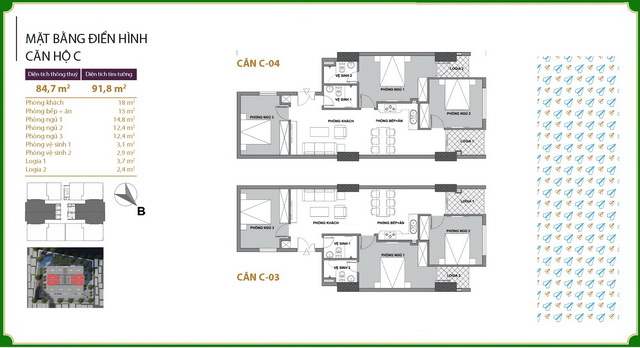 MẶT BẰNG ĐIỂN HÌNH
CĂN HỘ C
Diện tích thông thuỷ Diện tích tim tường
84,7 m² 91,8 m²
Phòng khách 18 m²
Phòng bếp + ăn 15 m²
Phòng ngủ 1 14,8 m²
Phòng ngủ 2 12,4 m²
Phòng ngủ 3 12,4 m²
Phòng vệ sinh 1 3,1 m²
Phòng vệ sinh 2 2,9 m²
Logia 1 3,7 m²
Logia 2 2,4 m²
B
CĂN C-04
VỆ SINH 2
PHÒNG NGỦ 1
LOGIA 2
VỆ SINH 1
PHÒNG NGỦ 2
PHÒNG NGỦ 3
PHÒNG KHÁCH
PHÒNG BẾP+ĂN
LOGIA 1
LOGIA 1
PHÒNG NGỦ 3
PHÒNG KHÁCH
PHÒNG BẾP+ĂN
PHÒNG NGỦ 2
VỆ SINH 1
PHÒNG NGỦ 1
VỆ SINH 2
LOGIA 2
CĂN C-03